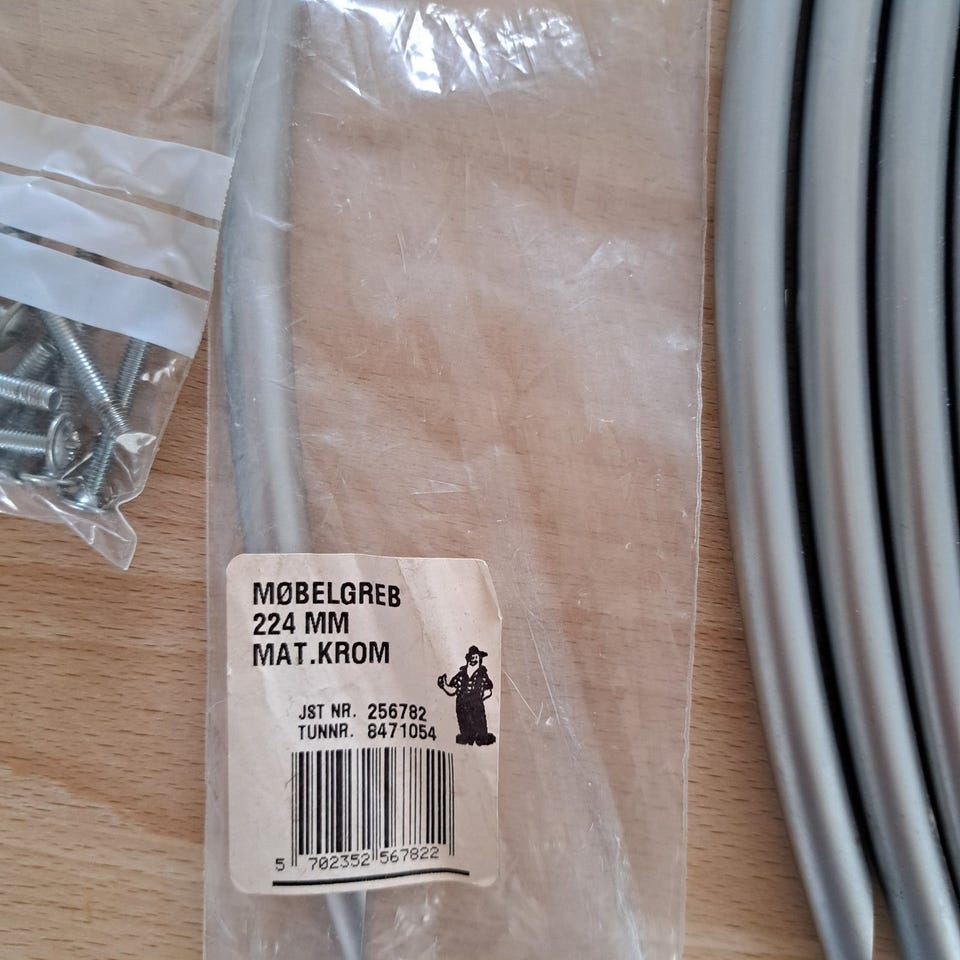 MØBELGREB
224 MM
MAT.KROM
JST NR. 256782
TUNNR. 8471054
5 702352 567822